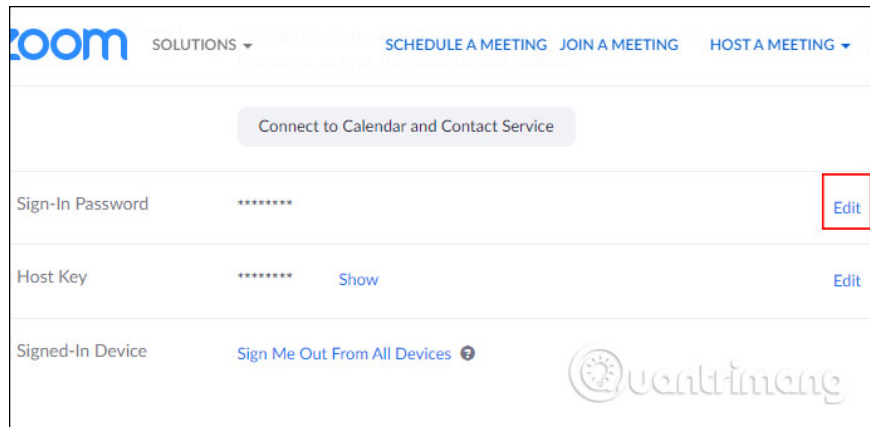 zoom SOLUTIONS SCHEDULE A MEETING JOIN A MEETING HOST A MEETING
Connect to Calendar and Contact Service
Sign-In Password ******** Edit
Host Key ******** Show Edit
Signed-In Device Sign Me Out From All Devices ?
Quantrimang